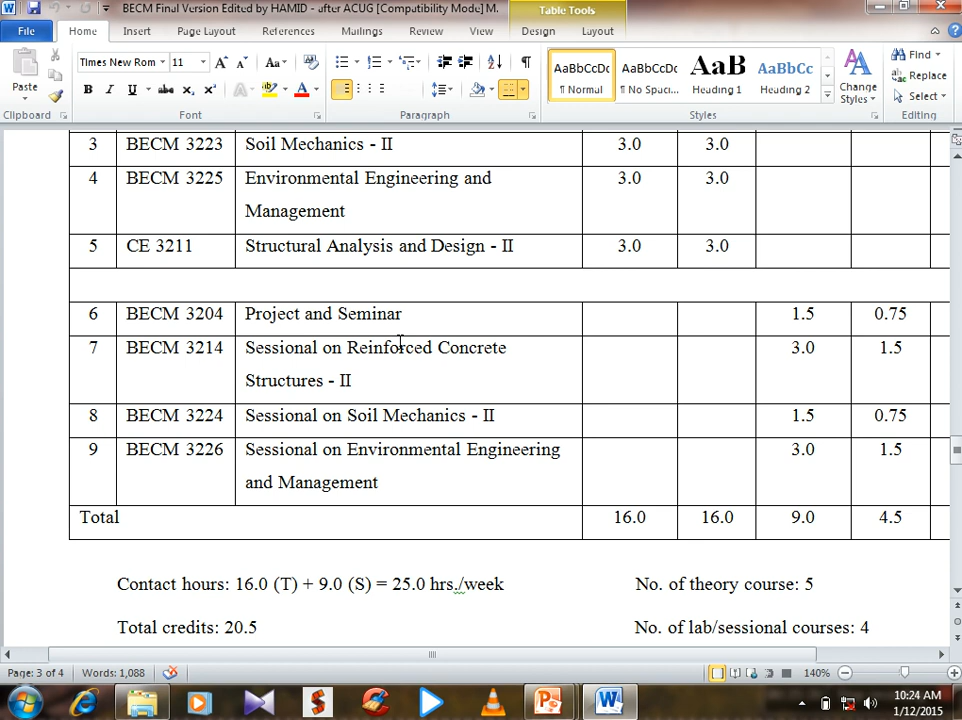 BECM Final Version Edited by HAMID - after ACUG [Compatibility Mode] M.
Table Tools
File Home Insert Page Layout References Mailings Review View Design Layout
Paste
Clipboard
Times New Rom 11
Font
Paragraph
AaBbCcDc AaBbCcDc AaB AaBbCc
¶ Normal ¶ No Spaci... Heading 1 Heading 2
Change
Styles
Styles
Find
Replace
Select
Editing
3 BECM 3223 Soil Mechanics - II 3.0 3.0
4 BECM 3225 Environmental Engineering and 3.0 3.0
Management
5 CE 3211 Structural Analysis and Design - II 3.0 3.0
6 BECM 3204 Project and Seminar 1.5 0.75
7 BECM 3214 Sessional on Reinforced Concrete 3.0 1.5
Structures - II
8 BECM 3224 Sessional on Soil Mechanics - II 1.5 0.75
9 BECM 3226 Sessional on Environmental Engineering 3.0 1.5
and Management
Total 16.0 16.0 9.0 4.5
Contact hours: 16.0 (T) + 9.0 (S) = 25.0 hrs./week No. of theory course: 5
Total credits: 20.5 No. of lab/sessional courses: 4
Page: 3 of 4 Words: 1,088 140%
10:24 AM
1/12/2015